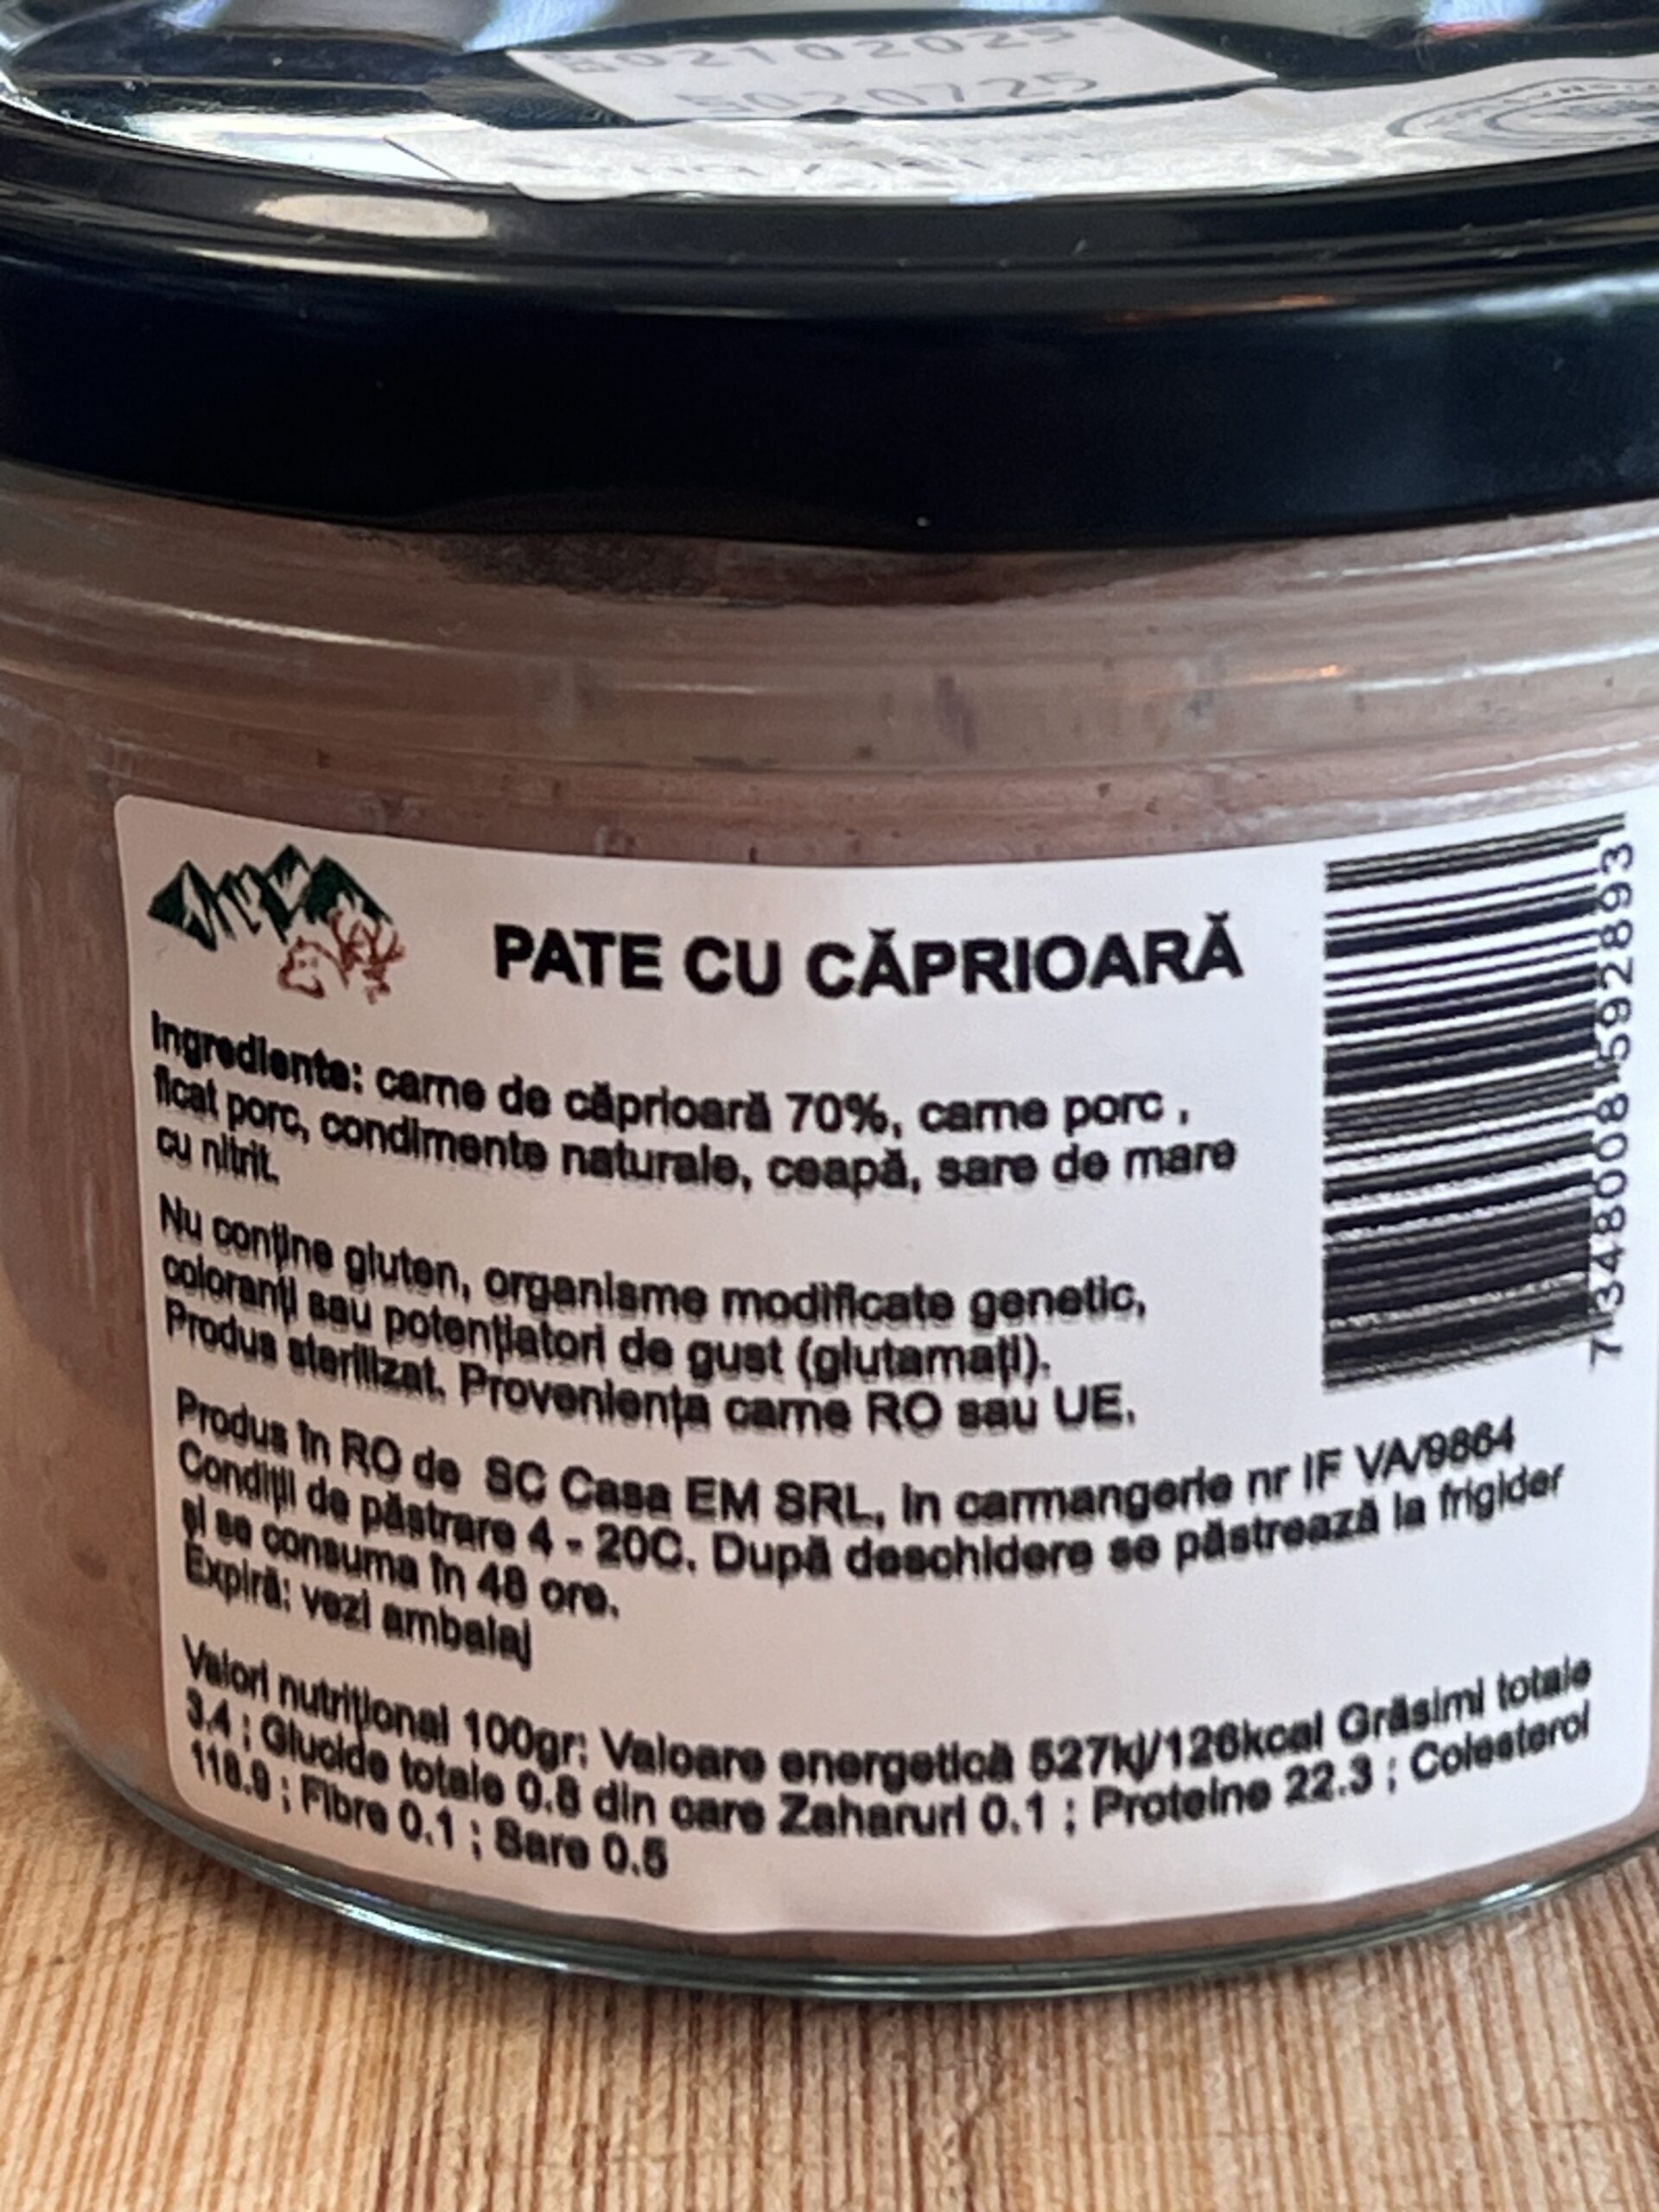 02102025
020725
PATE CU CĂPRIOARĂ
Ingrediente: carne de căprioară 70%, carne porc ,
ficat porc, condimente naturale, ceapă, sare de mare
cu nitrit.
Nu conține gluten, organisme modificate genetic,
coloranți sau potențiatori de gust (glutamați).
Produs sterilizat. Proveniența carne RO sau UE.
Produs în RO de SC Casa EM SRL, in carmangerie nr IF VA/9864
Condiții de păstrare 4 - 20C. După deschidere se păstrează la frigider
și se consuma în 48 ore.
Expiră: vezi ambalaj
Valori nutrițional 100gr: Valoare energetică 527kj/126kcal Grăsimi totale
3.4 ; Glucide totale 0.8 din care Zaharuri 0.1 ; Proteine 22.3 ; Colesterol
118.9 ; Fibre 0.1 ; Sare 0.5
7348008592893